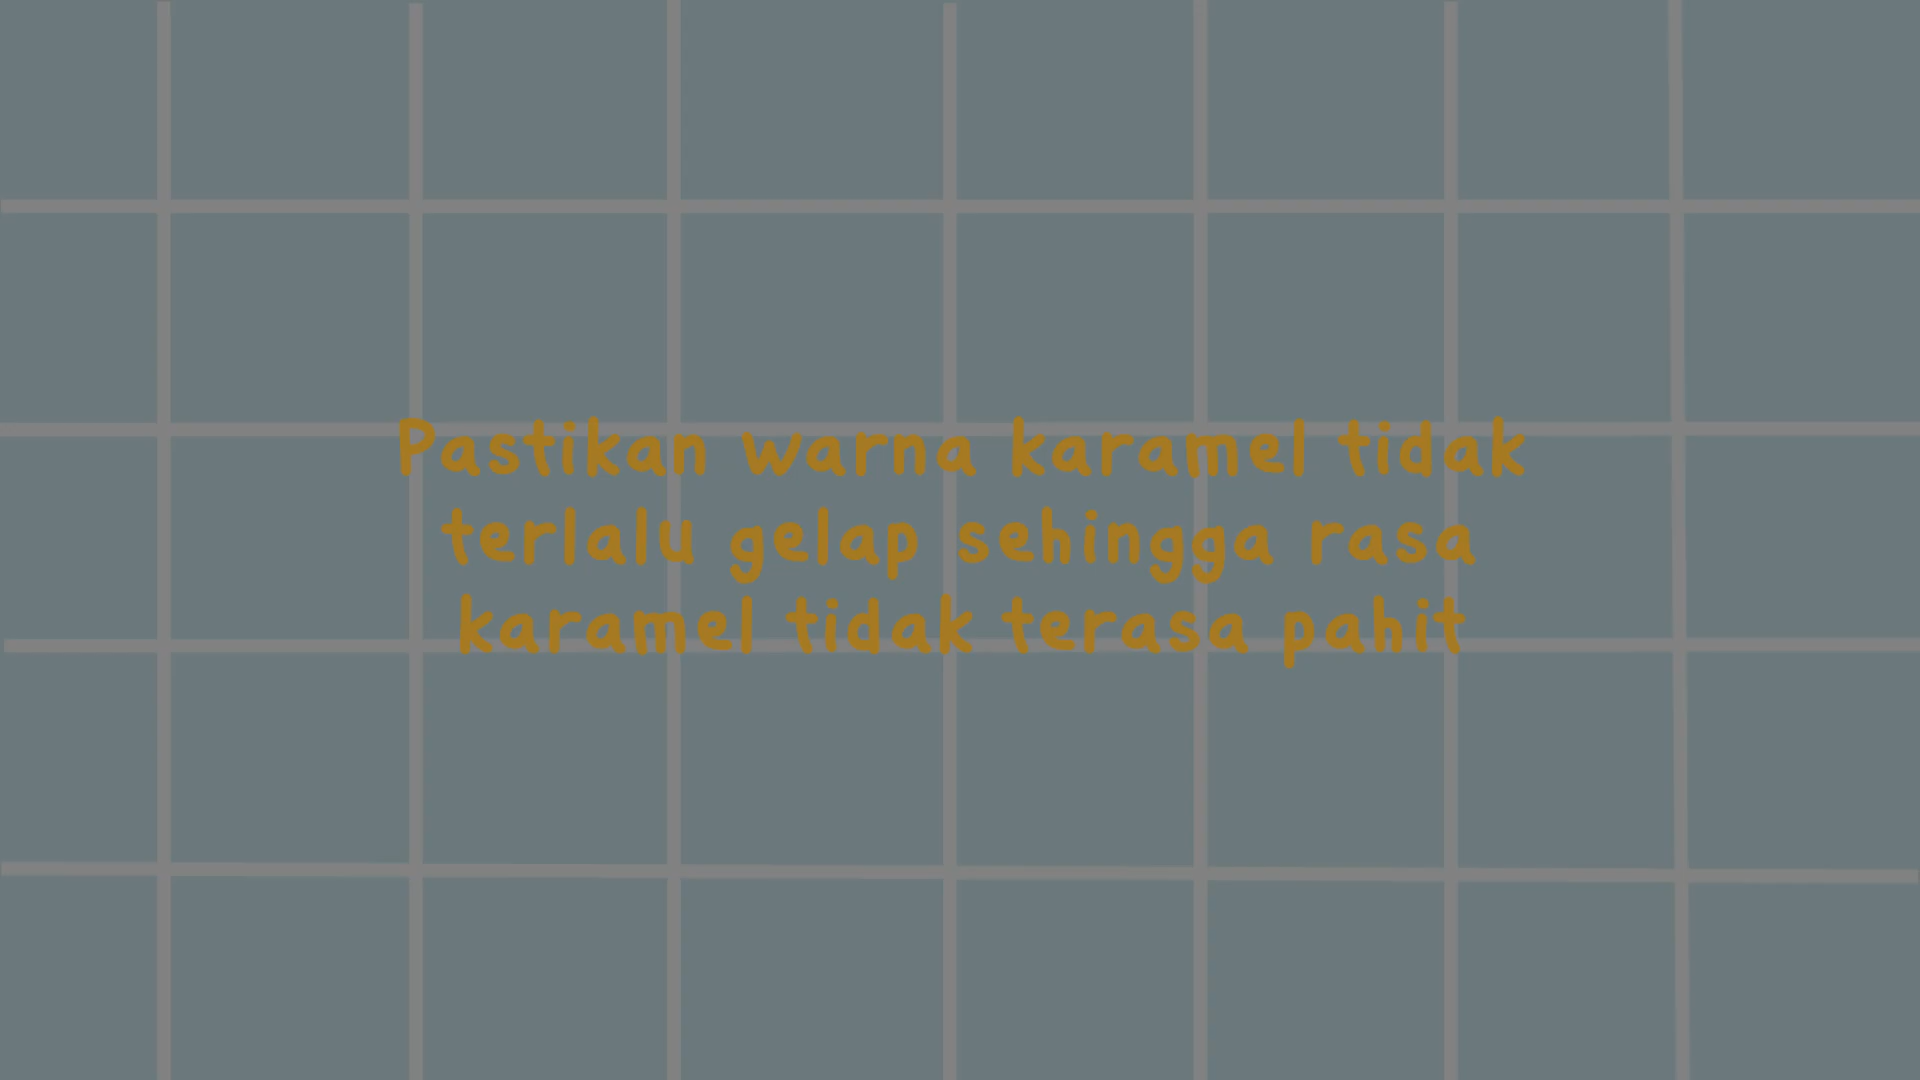 Pastikan warna karamel tidak
terlalu gelap sehingga rasa
karamel tidak terasa pahit